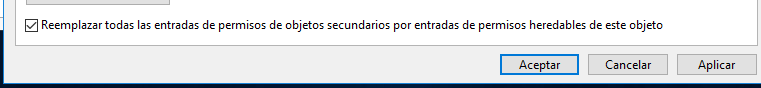 Reemplazar todas las entradas de permisos de objetos secundarios por entradas de permisos heredables de este objeto
Aceptar Cancelar Aplicar